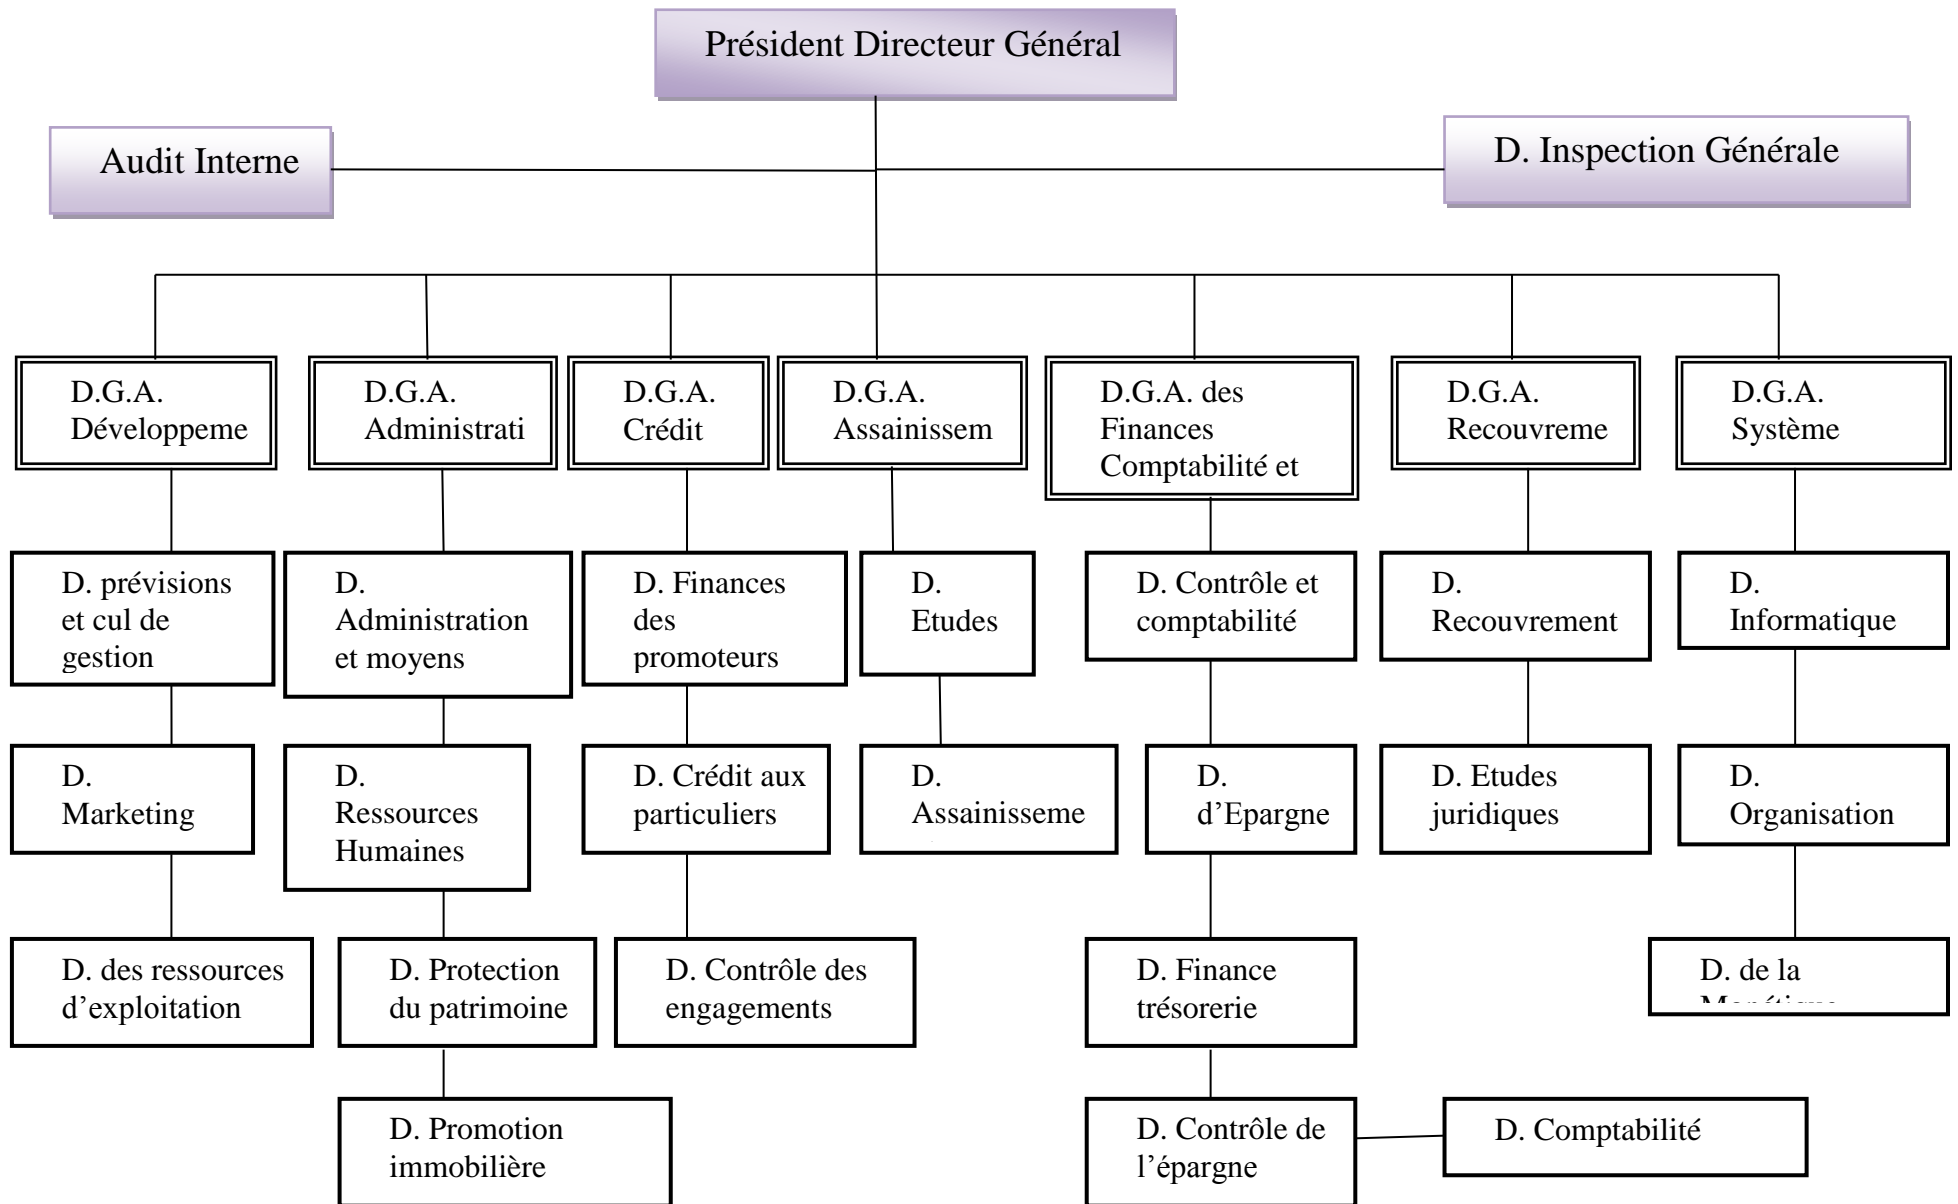 Président Directeur Général
Audit Interne
D. Inspection Générale
D.G.A.
Développeme
D.G.A.
Administrati
D.G.A.
Crédit
D.G.A.
Assainissem
D.G.A. des
Finances
Comptabilité et
D.G.A.
Recouvreme
D.G.A.
Système
D. prévisions
et cul de
gestion
D.
Administration
et moyens
D. Finances
des
promoteurs
D.
Etudes
D. Contrôle et
comptabilité
D.
Recouvrement
D.
Informatique
D.
Marketing
D.
Ressources
Humaines
D. Crédit aux
particuliers
D.
Assainisseme
D.
d’Epargne
D. Etudes
juridiques
D.
Organisation
D. des ressources
d’exploitation
D. Protection
du patrimoine
D. Contrôle des
engagements
D. Finance
trésorerie
D. de la
D. Promotion
immobilière
D. Contrôle de
l’épargne
D. Comptabilité